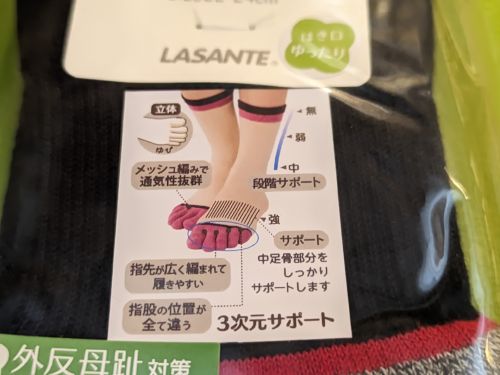 LASANTE®
はき口
ゆったり
立体
ゆび
無
弱
中
強
メッシュ編みで
通気性抜群
段階サポート
サポート
中足骨部分を
しっかり
サポートします
指先が広く編まれて
履きやすい
指股の位置が
全て違う
3次元サポート
外反母趾対策